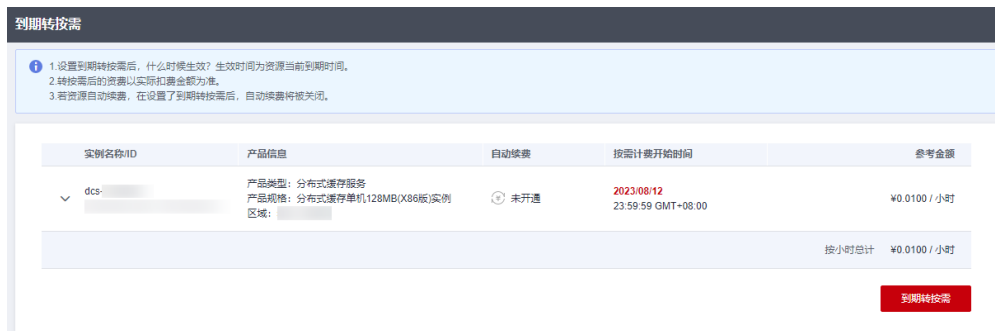 到期转按需
1.设置到期转按需后，什么时候生效？生效时间为资源当前到期时间。
2.转按需后的资费以实际扣费金额为准。
3.若资源自动续费，在设置了到期转按需后，自动续费将被关闭。
实例名称/ID 产品信息 自动续费 按需计费开始时间 参考金额
dcs- 产品类型：分布式缓存服务
产品规格：分布式缓存单机128MB(X86版)实例
区域：
未开通
2023/08/12
23:59:59 GMT+08:00
¥0.0100 / 小时
按小时总计 ¥0.0100 / 小时
到期转按需